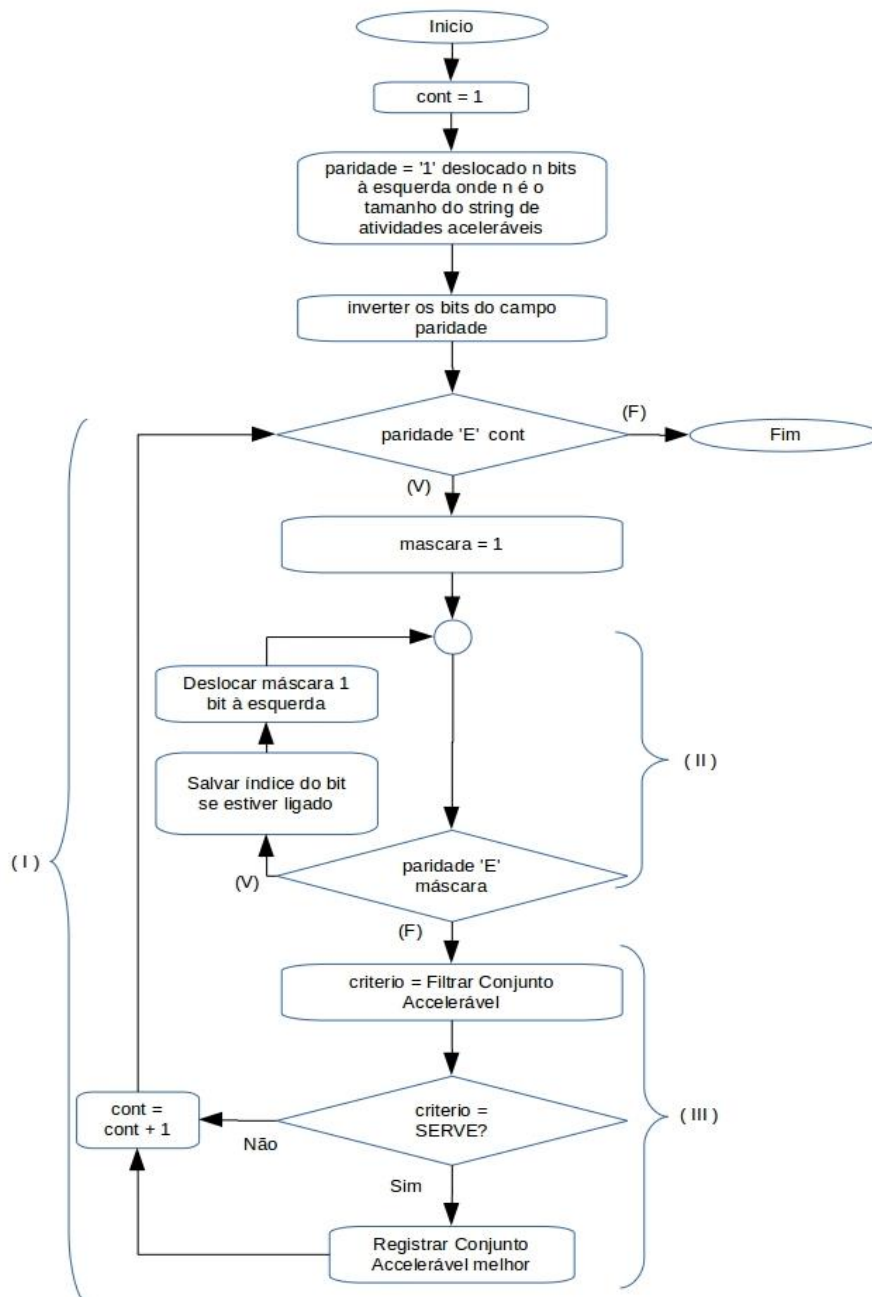 Inicio
cont = 1
paridade = '1' deslocado n bits
à esquerda onde n é o
tamanho do string de
atividades aceleráveis
inverter os bits do campo
paridade
paridade 'E' cont
(F)
Fim
(V)
mascara = 1
Deslocar máscara 1
bit à esquerda
Salvar índice do bit
se estiver ligado
( II )
paridade 'E'
máscara
(V)
( I )
(F)
criterio = Filtrar Conjunto
Accelerável
criterio =
SERVE?
( III )
cont =
cont + 1
Não
Sim
Registrar Conjunto
Accelerável melhor